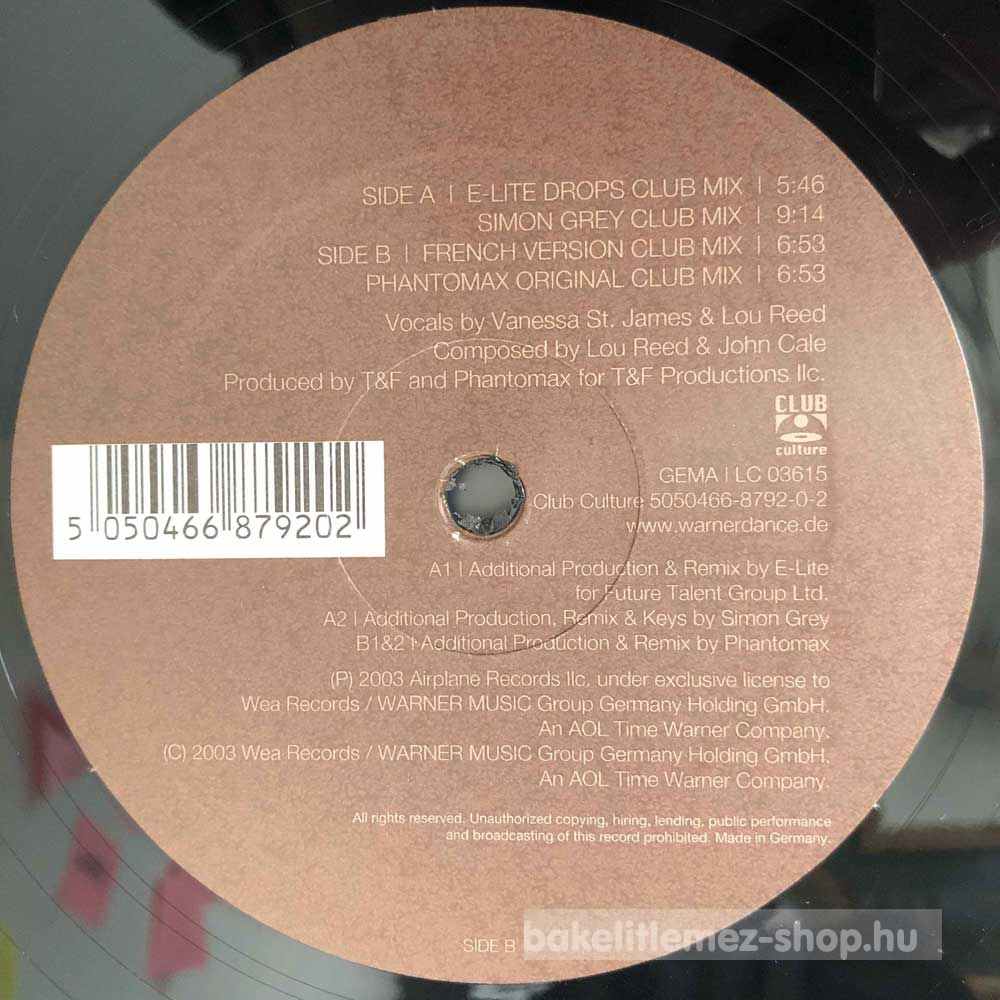 SIDE A | E-LITE DROPS CLUB MIX | 5:46
SIMON GREY CLUB MIX | 9:14
SIDE B | FRENCH VERSION CLUB MIX | 6:53
PHANTOMAX ORIGINAL CLUB MIX | 6:53
Vocals by Vanessa St. James & Lou Reed
Composed by Lou Reed & John Cale
Produced by T&F and Phantomax for T&F Productions llc.
CLUB
culture
5 050466 879202
GEMA | LC 03615
Club Culture 5050466-8792-0-2
www.warnerdance.de
A1 | Additional Production & Remix by E-Lite
for Future Talent Group Ltd.
A2 | Additional Production, Remix & Keys by Simon Grey
B1&2 | Additional Production & Remix by Phantomax
(P) 2003 Airplane Records llc. under exclusive license to
Wea Records / WARNER MUSIC Group Germany Holding GmbH.
An AOL Time Warner Company.
(C) 2003 Wea Records / WARNER MUSIC Group Germany Holding GmbH.
An AOL Time Warner Company.
All rights reserved. Unauthorized copying, hiring, lending, public performance
and broadcasting of this record prohibited. Made in Germany.
SIDE B
bakelitlemez-shop.hu